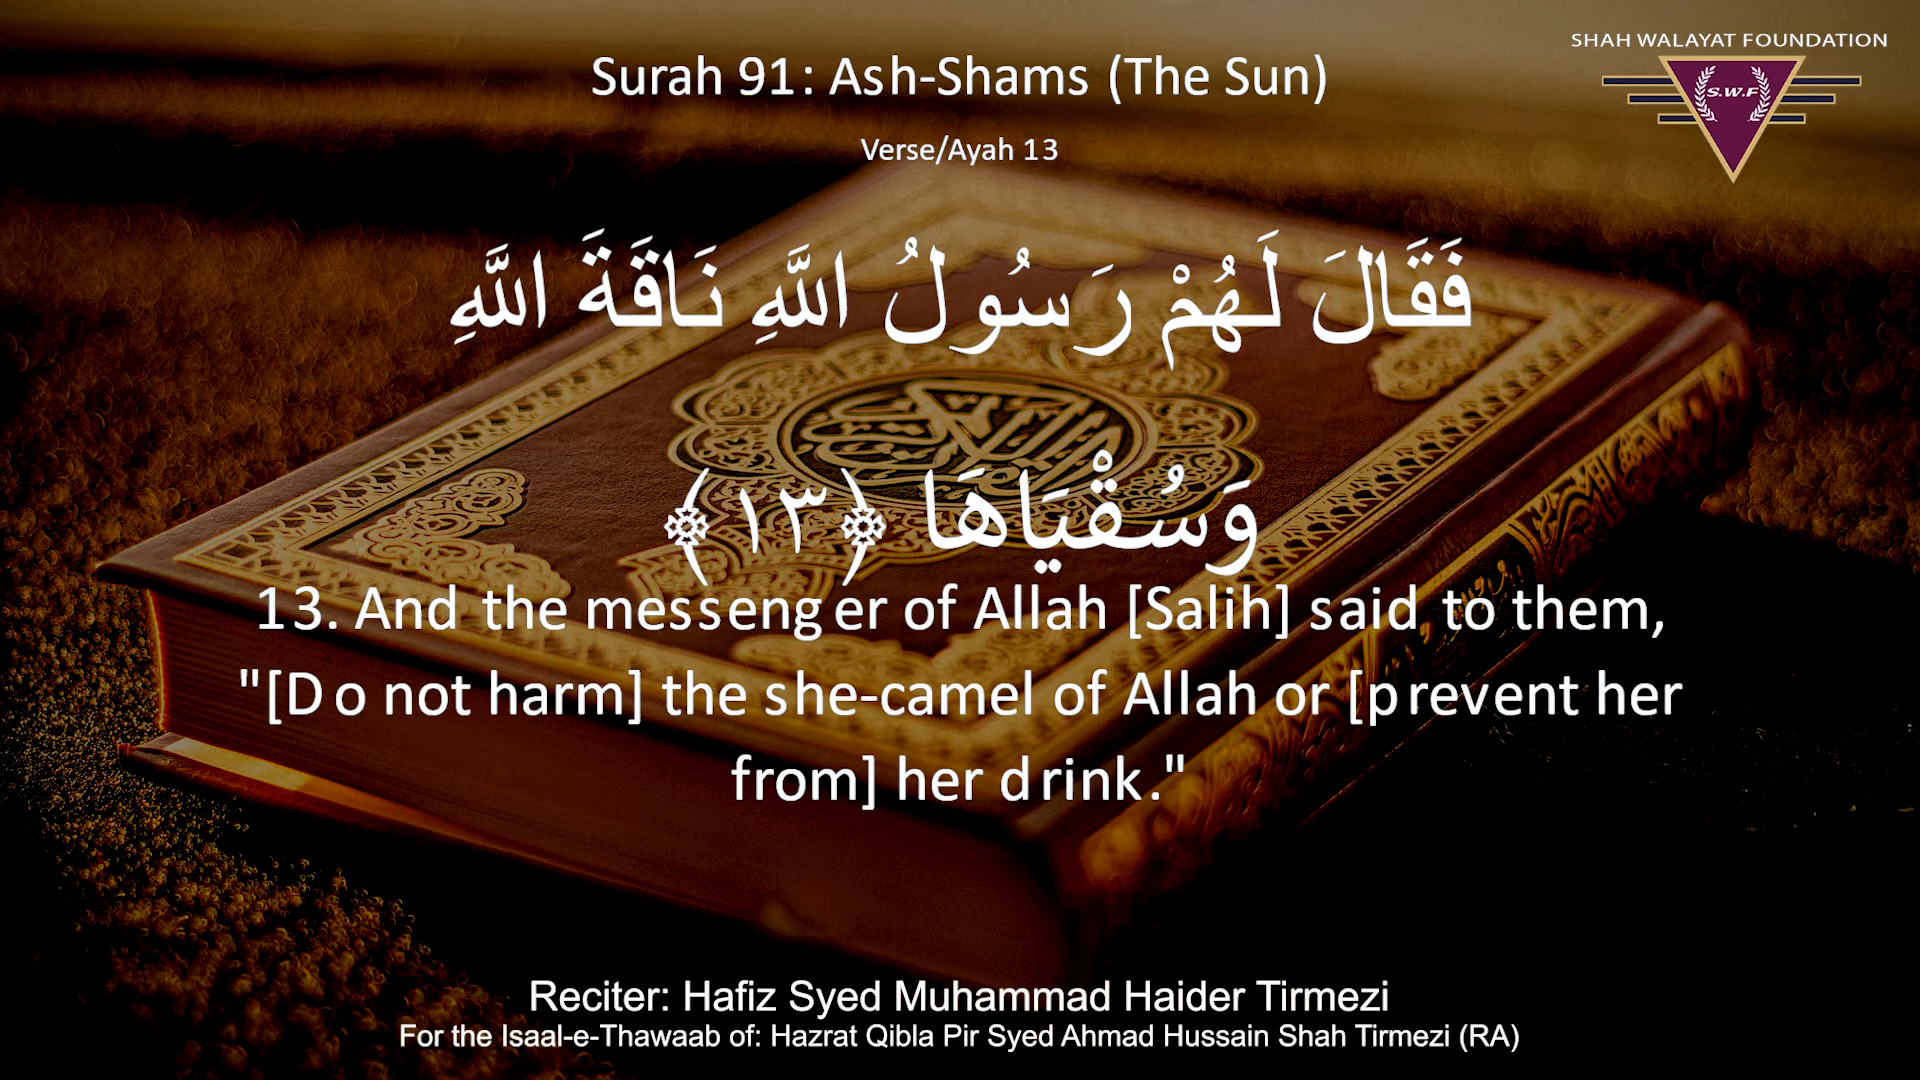 SHAH WALAYAT FOUNDATION
S.W.F
Surah 91: Ash-Shams (The Sun)
Verse/Ayah 13
فَقَالَ لَهُمْ رَسُولُ اللَّهِ نَاقَةَ اللَّهِ
وَسُقْيَاهَا ﴿١٣﴾
13. And the messenger of Allah [Salih] said to them,
"[Do not harm] the she-camel of Allah or [prevent her
from] her drink."
Reciter: Hafiz Syed Muhammad Haider Tirmezi
For the Isaal-e-Thawaab of: Hazrat Qibla Pir Syed Ahmad Hussain Shah Tirmezi (RA)